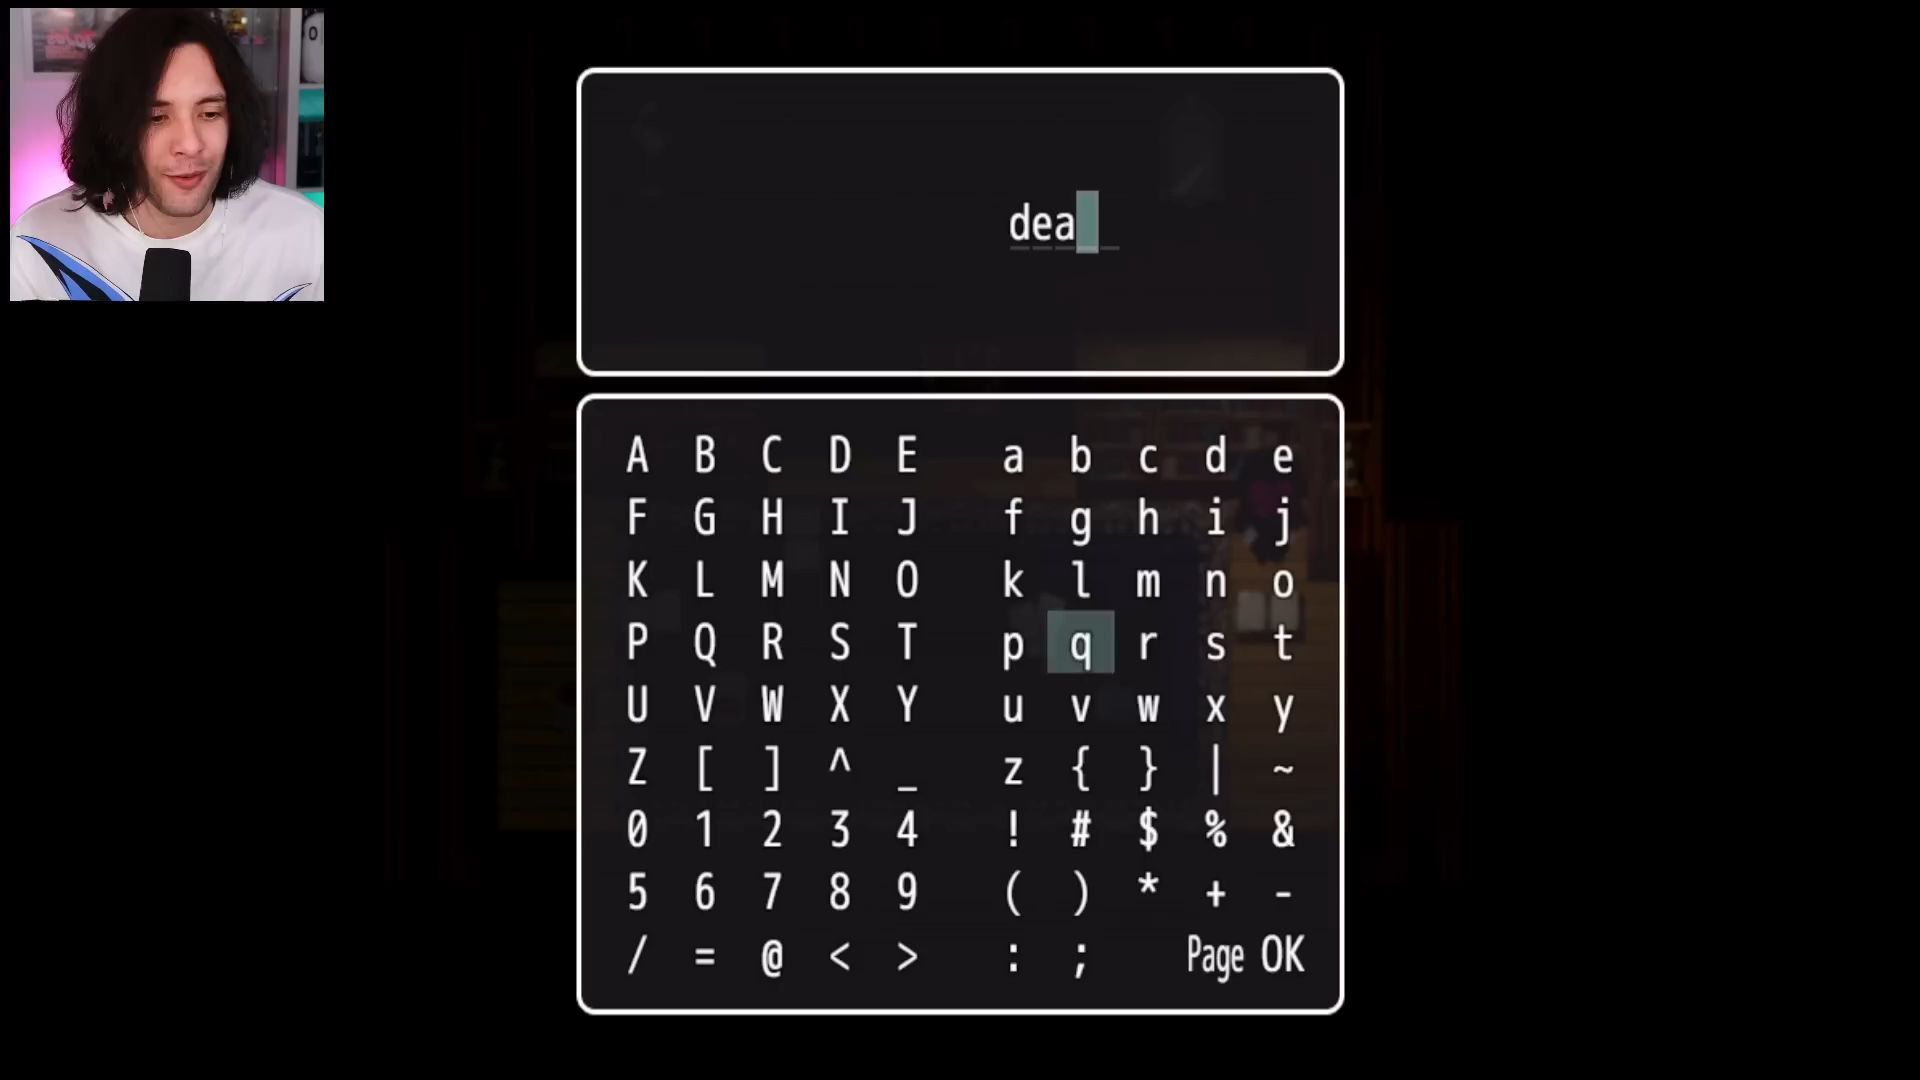 dea
A B C D E a b c d e
F G H I J f g h i j
K L M N O k l m n o
P Q R S T p q r s t
U V W X Y u v w x y
Z [ ] ^ _ z { } | ~
0 1 2 3 4 ! # $ % &
5 6 7 8 9 ( ) * + -
/ = @ < > : ; Page OK